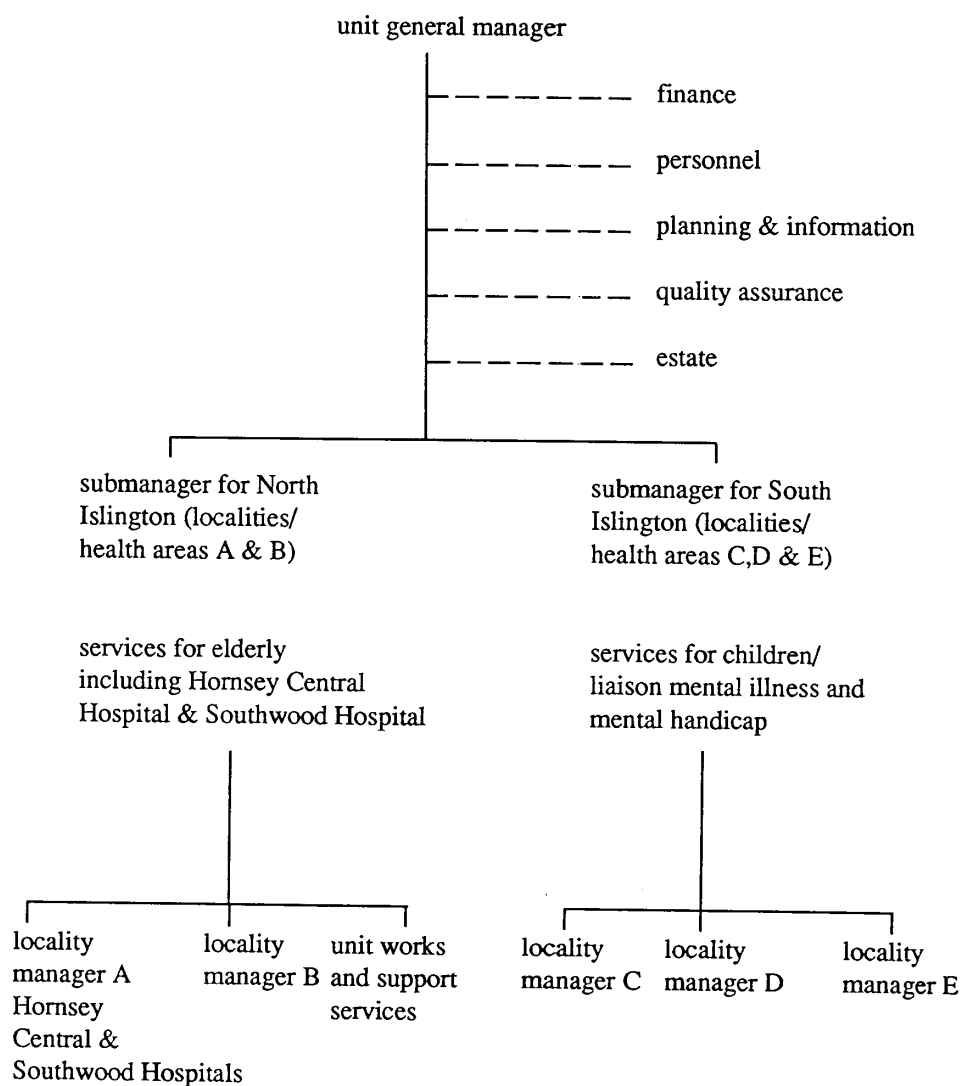 unit general manager
finance
personnel
planning & information
quality assurance
estate
submanager for North
Islington (localities/
health areas A & B)
submanager for South
Islington (localities/
health areas C,D & E)
services for elderly
including Hornsey Central
Hospital & Southwood Hospital
services for children/
liaison mental illness and
mental handicap
locality
manager A
Hornsey
Central &
Southwood Hospitals
locality
manager B
unit works
and support
services
locality
manager C
locality
manager D
locality
manager E